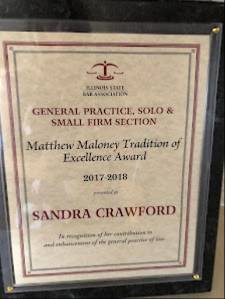 ILLINOIS STATE
BAR ASSOCIATION
GENERAL PRACTICE, SOLO &
SMALL FIRM SECTION
Matthew Maloney Tradition of
Excellence Award
2017-2018
presented to
SANDRA CRAWFORD
In recognition of her contribution to
and enhancement of the general practice of law